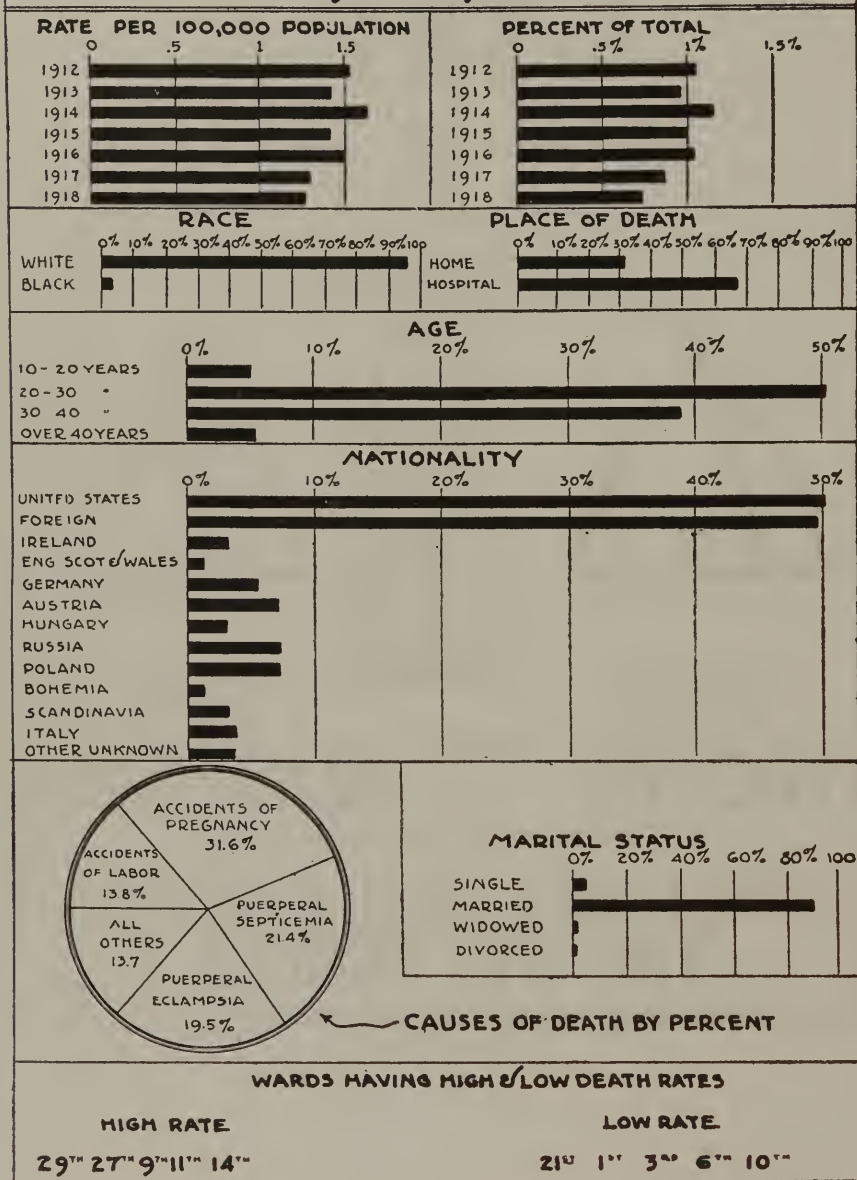 RATE PER 100,000 POPULATION
0 .5 1 1.5
1912
1913
1914
1915
1916
1917
1918
PERCENT OF TOTAL
0 .5% 1% 1.5%
1912
1913
1914
1915
1916
1917
1918
RACE
0% 10% 20% 30% 40% 50% 60% 70% 80% 90% 100
WHITE
BLACK
PLACE OF DEATH
0% 10% 20% 30% 40% 50% 60% 70% 80% 90% 100
HOME
HOSPITAL
AGE
0% 10% 20% 30% 40% 50%
10-20 YEARS
20-30 "
30 40 "
OVER 40 YEARS
NATIONALITY
0% 10% 20% 30% 40% 50%
UNITED STATES
FOREIGN
IRELAND
ENG SCOT & WALES
GERMANY
AUSTRIA
HUNGARY
RUSSIA
POLAND
BOHEMIA
SCANDINAVIA
ITALY
OTHER UNKNOWN
ACCIDENTS OF
PREGNANCY
31.6%
ACCIDENTS
OF LABOR
13.8%
PUERPERAL
SEPTICEMIA
21.4%
ALL
OTHERS
13.7
PUERPERAL
ECLAMPSIA
19.5%
CAUSES OF DEATH BY PERCENT
MARITAL STATUS
0% 20% 40% 60% 80% 100
SINGLE
MARRIED
WIDOWED
DIVORCED
WARDS HAVING HIGH & LOW DEATH RATES
HIGH RATE
29TH 27TH 9TH 11TH 14TH
LOW RATE
21ST 1ST 3RD 6TH 10TH